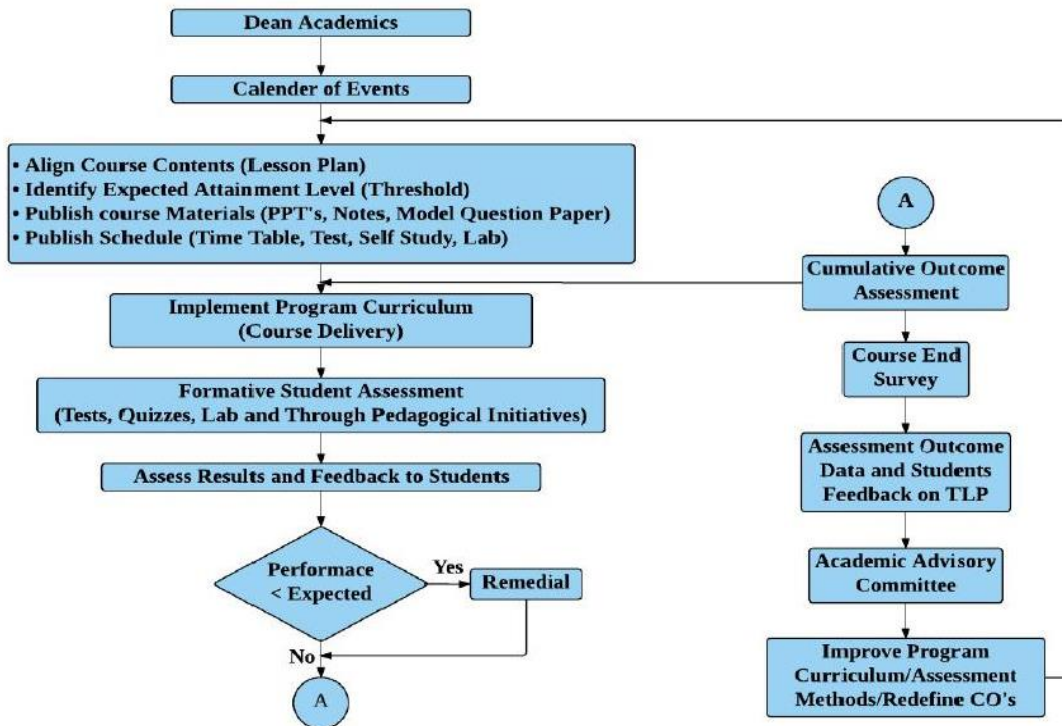 Dean Academics
Calender of Events
• Align Course Contents (Lesson Plan)
• Identify Expected Attainment Level (Threshold)
• Publish course Materials (PPT's, Notes, Model Question Paper)
• Publish Schedule (Time Table, Test, Self Study, Lab)
Implement Program Curriculum
(Course Delivery)
Formative Student Assessment
(Tests, Quizzes, Lab and Through Pedagogical Initiatives)
Assess Results and Feedback to Students
Performace
< Expected
Yes
Remedial
No
A
A
Cumulative Outcome
Assessment
Course End
Survey
Assessment Outcome
Data and Students
Feedback on TLP
Academic Advisory
Committee
Improve Program
Curriculum/Assessment
Methods/Redefine CO's